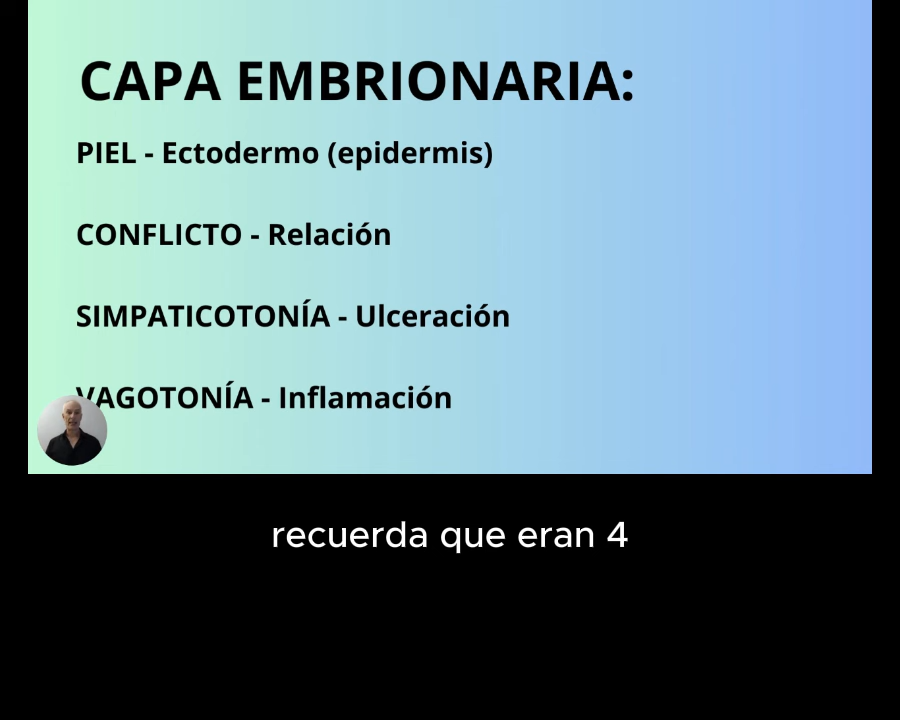 CAPA EMBRIONARIA:
PIEL - Ectodermo (epidermis)
CONFLICTO - Relación
SIMPATICOTONÍA - Ulceración
VAGOTONÍA - Inflamación
recuerda que eran 4